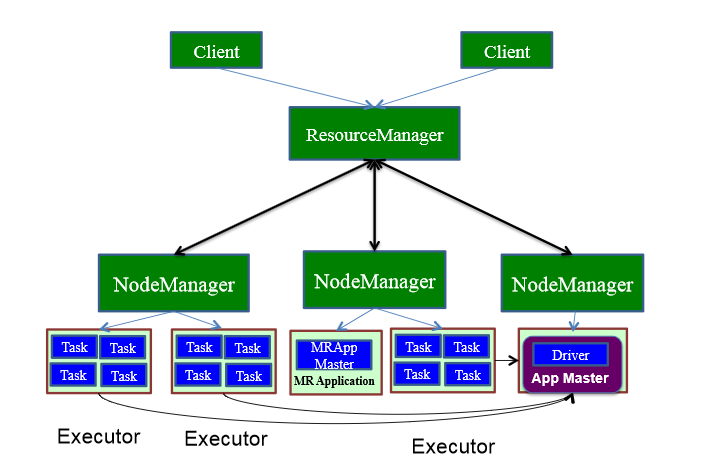 Client
Client
ResourceManager
NodeManager
NodeManager
NodeManager
Task Task
Task Task
Task Task
Task Task
MRApp
Master
MR Application
Task Task
Task Task
Driver
App Master
Executor
Executor
Executor